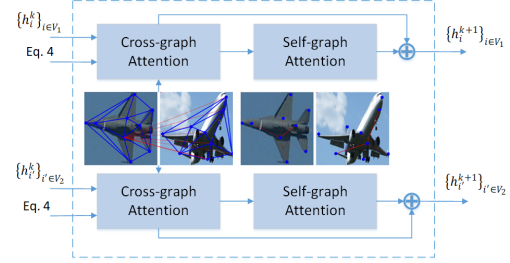 {h_i^k}_{i∈V_1}
Eq. 4
Cross-graph
Attention
Self-graph
Attention
{h_i^{k+1}}_{i∈V_1}
{h_{i'}^k}_{i'∈V_2}
Eq. 4
Cross-graph
Attention
Self-graph
Attention
{h_{i'}^{k+1}}_{i'∈V_2}